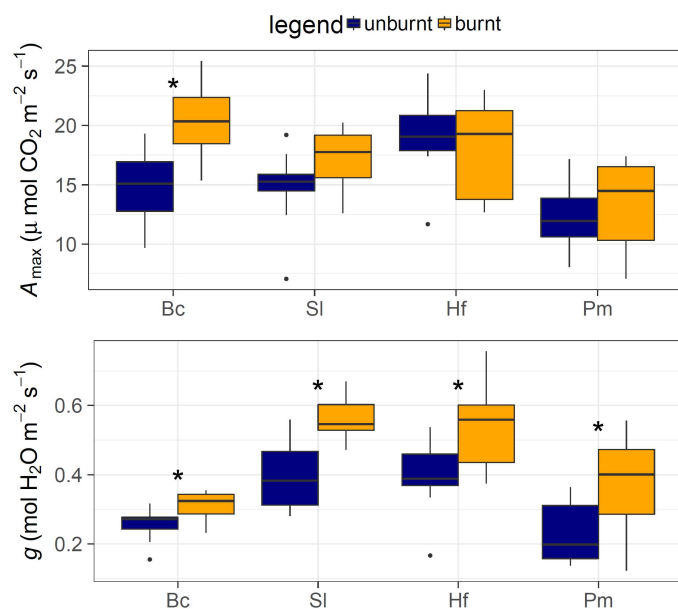 legend unburnt burnt
A max (μ mol CO₂ m⁻² s⁻¹)
25
20
15
10
*
Bc Sl Hf Pm
g (mol H₂O m⁻² s⁻¹)
0.6
0.4
0.2
* * * *
Bc Sl Hf Pm